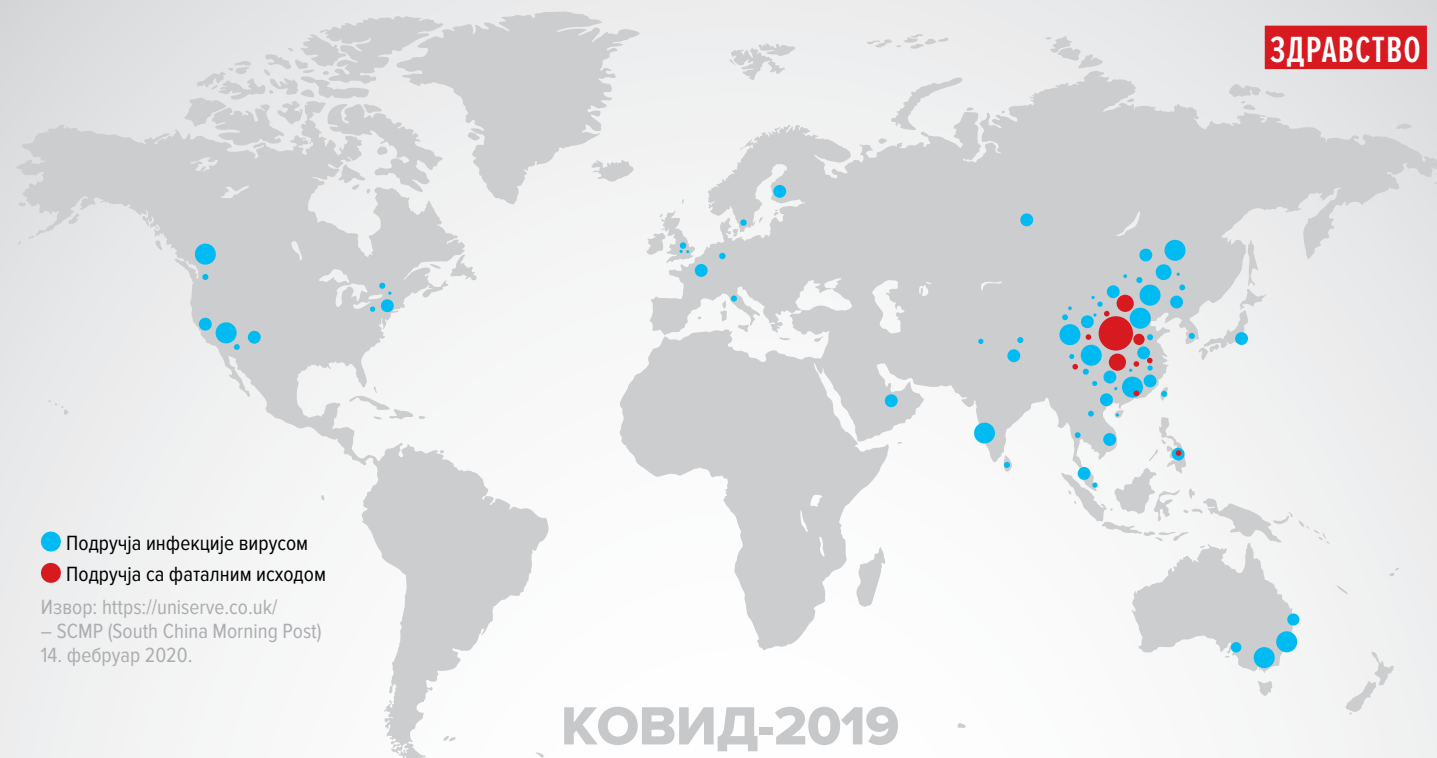 ЗДРАВСТВО
Подручја инфекције вирусом
Подручја са фаталним исходом
Извор: https://uniserve.co.uk/
– SCMP (South China Morning Post)
14. фебруар 2020.
КОВИД-2019